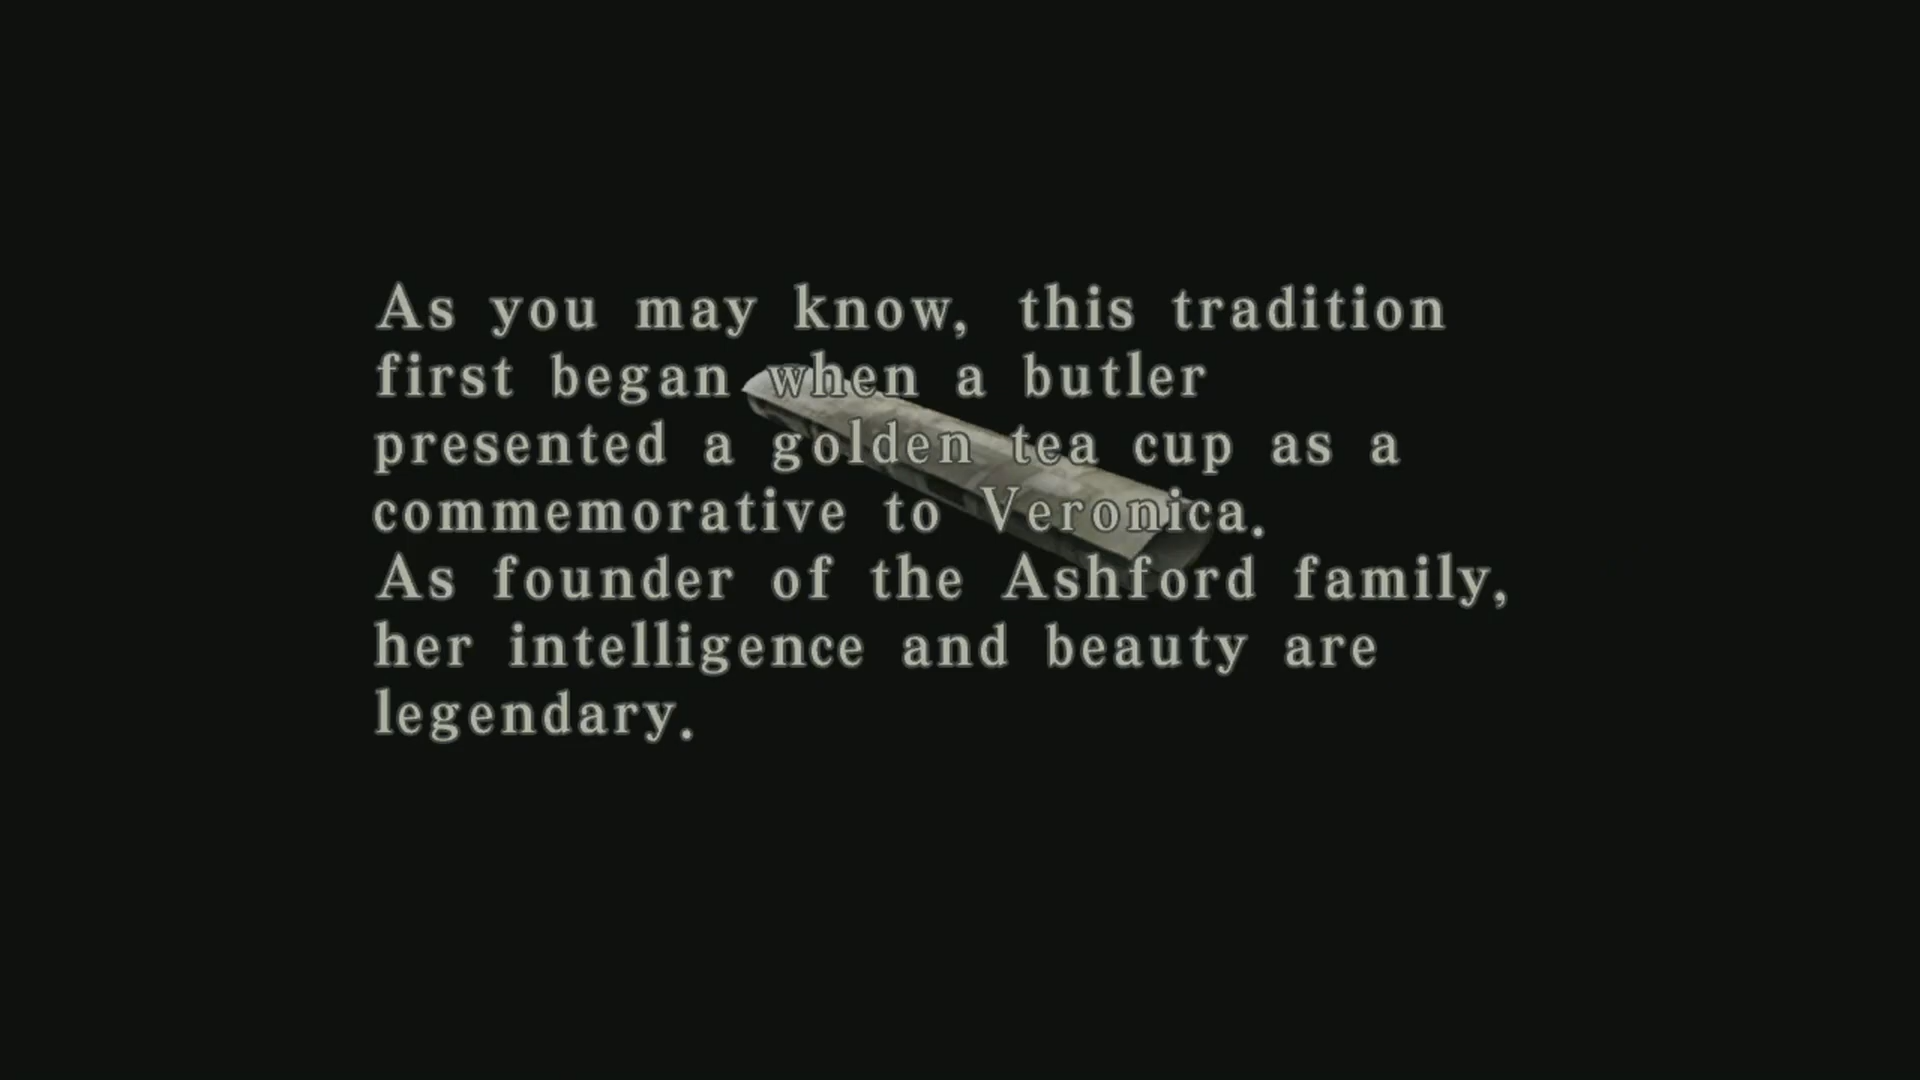 As you may know, this tradition
first began when a butler
presented a golden tea cup as a
commemorative to Veronica.
As founder of the Ashford family,
her intelligence and beauty are
legendary.